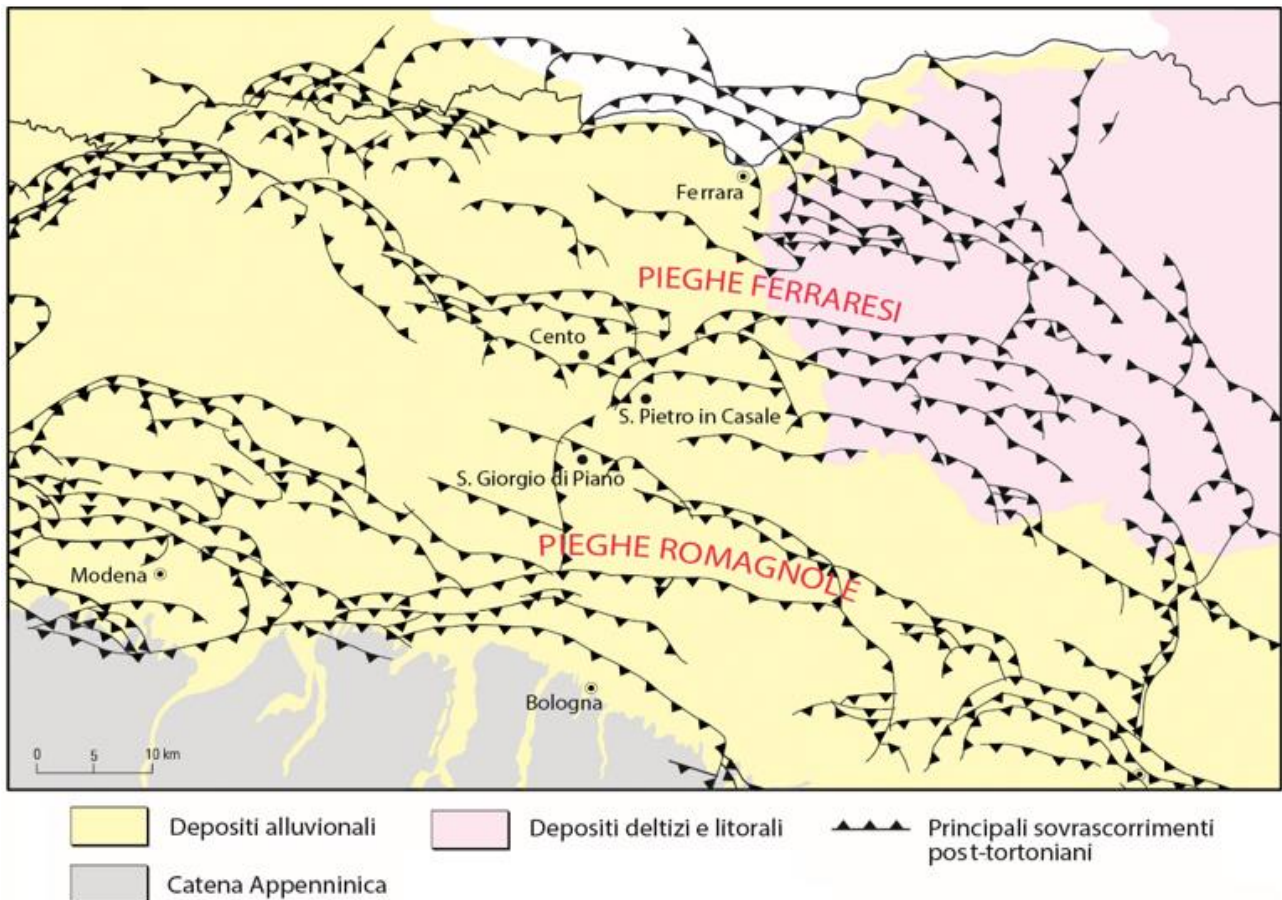 Ferrara
PIEGHE FERRARESI
Cento
S. Pietro in Casale
S. Giorgio di Piano
PIEGHE ROMAGNOLE
Modena
Bologna
0 5 10 km
Depositi alluvionali
Depositi deltizi e litorali
Principali sovrascorrimenti
post-tortoniani
Catena Appenninica